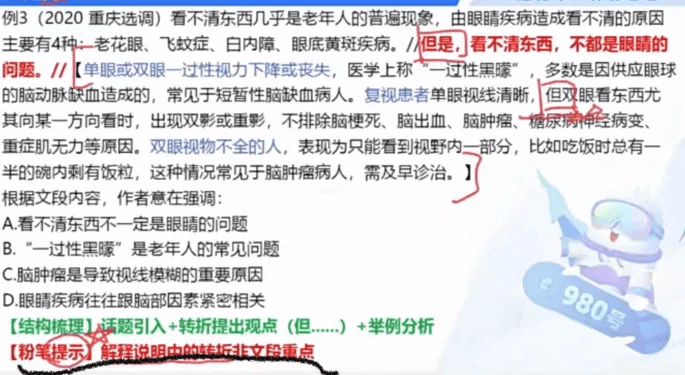 例3(2020 重庆选调)看不清东西几乎是老年人的普遍现象,由眼睛疾病造成看不清的原因
主要有4种:老花眼、飞蚊症、白内障、眼底黄斑疾病。//但是,看不清东西,不都是眼睛的
问题。//【单眼或双眼一过性视力下降或丧失,医学上称“一过性黑曚”,多数是因供应眼球
的脑动脉缺血造成的,常见于短暂性脑缺血病人。复视患者单眼视线清晰,但双眼看东西尤
其向某一方向看时,出现双影或重影,不排除脑梗死、脑出血、脑肿瘤、糖尿病神经病变、
重症肌无力等原因。双眼视物不全的人,表现为只能看到视野内一部分,比如吃饭时总有一
半的碗内剩有饭粒,这种情况常见于脑肿瘤病人,需及早诊治。】
根据文段内容,作者意在强调:
A.看不清东西不一定是眼睛的问题
B.“一过性黑曚”是老年人的常见问题
C.脑肿瘤是导致视线模糊的重要原因
D.眼睛疾病往往跟脑部因素紧密相关
【结构梳理】话题引入+转折提出观点(但……)+举例分析
【粉笔提示】解释说明中的转折非文段重点
980号